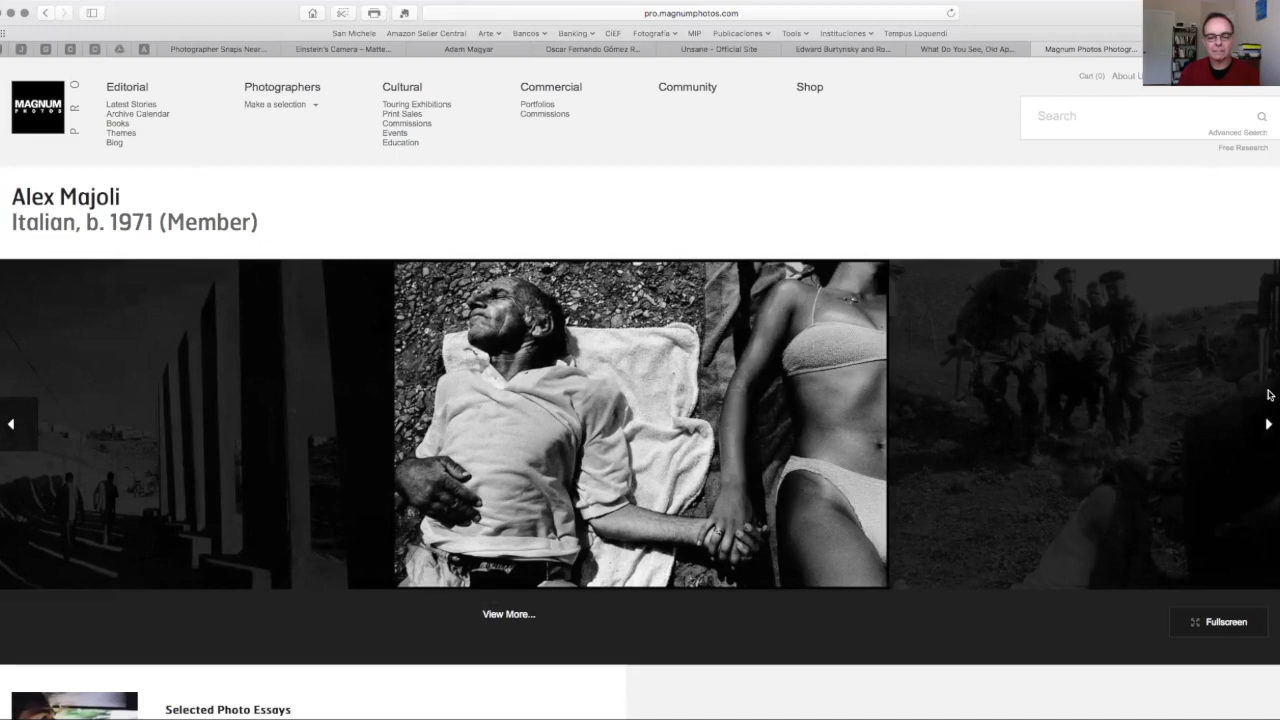 pro.magnumphotos.com
San Michele Amazon Seller Central Arte Bancos Banking CIEF Fotografía MIP Publicaciones Tools Instituciones Tempus Loquendi
Photographer Snaps Near... Einstein's Camera – Matte... Adam Magyar Oscar Fernando Gómez R... Unsane - Official Site Edward Burtynsky and Ro... What Do You See, Old Ap... Magnum Photos Photogr...
Cart (0) About U
MAGNUM
PHOTOS
PRO
Editorial
Latest Stories
Archive Calendar
Books
Themes
Blog
Photographers
Make a selection
Cultural
Touring Exhibitions
Print Sales
Commissions
Events
Education
Commercial
Portfolios
Commissions
Community
Shop
Search
Advanced Search
Free Research
Alex Majoli
Italian, b. 1971 (Member)
View More...
Fullscreen
Selected Photo Essays